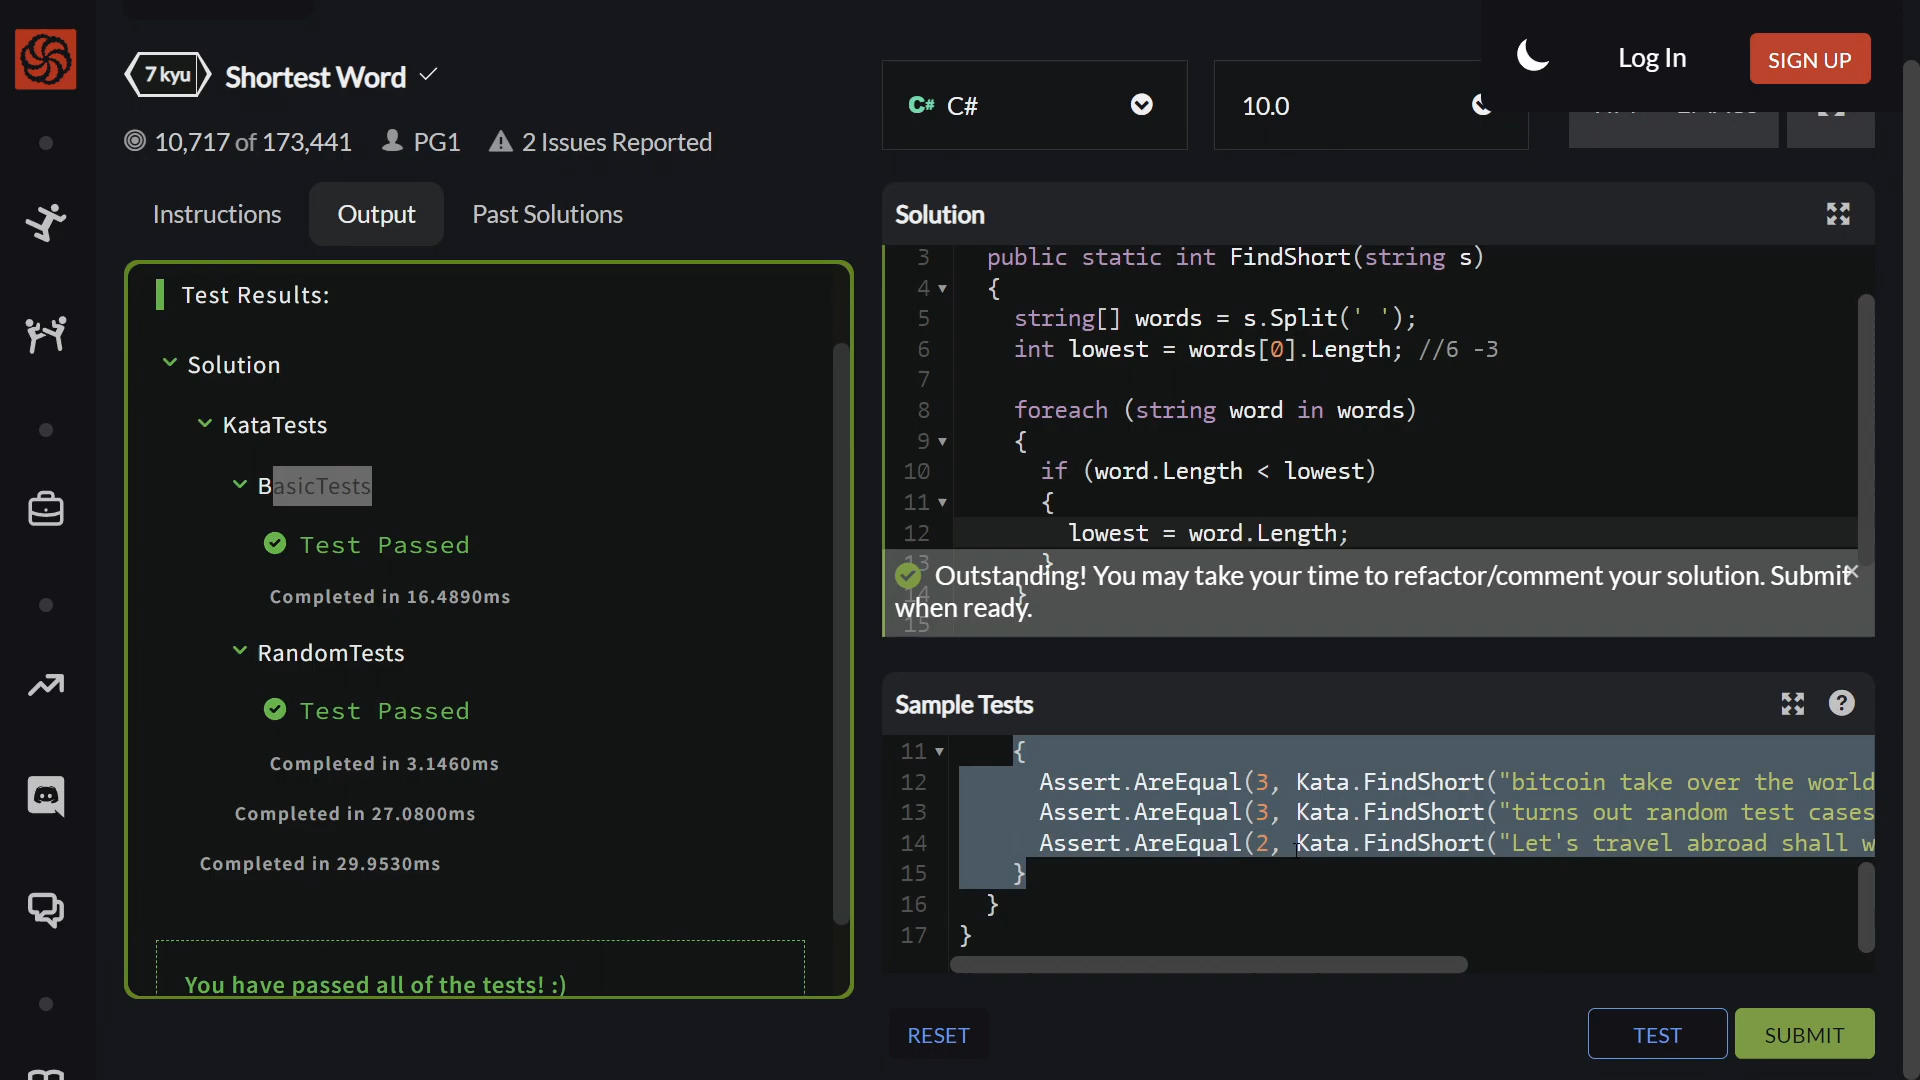 7 kyu Shortest Word
10,717 of 173,441 PG1 2 Issues Reported
Instructions Output Past Solutions
Test Results:
Solution
KataTests
BasicTests
Test Passed
Completed in 16.4890ms
RandomTests
Test Passed
Completed in 3.1460ms
Completed in 27.0800ms
Completed in 29.9530ms
You have passed all of the tests! :)
C# C#
10.0
Log In
SIGN UP
Solution
3 public static int FindShort(string s)
4 {
5 string[] words = s.Split(' ');
6 int lowest = words[0].Length; //6 -3
7
8 foreach (string word in words)
9 {
10 if (word.Length < lowest)
11 {
12 lowest = word.Length;
13 }
14 }
15
Outstanding! You may take your time to refactor/comment your solution. Submit
when ready.
Sample Tests
11 {
12 Assert.AreEqual(3, Kata.FindShort("bitcoin take over the world
13 Assert.AreEqual(3, Kata.FindShort("turns out random test cases
14 Assert.AreEqual(2, Kata.FindShort("Let's travel abroad shall w
15 }
16 }
17 }
RESET
TEST
SUBMIT